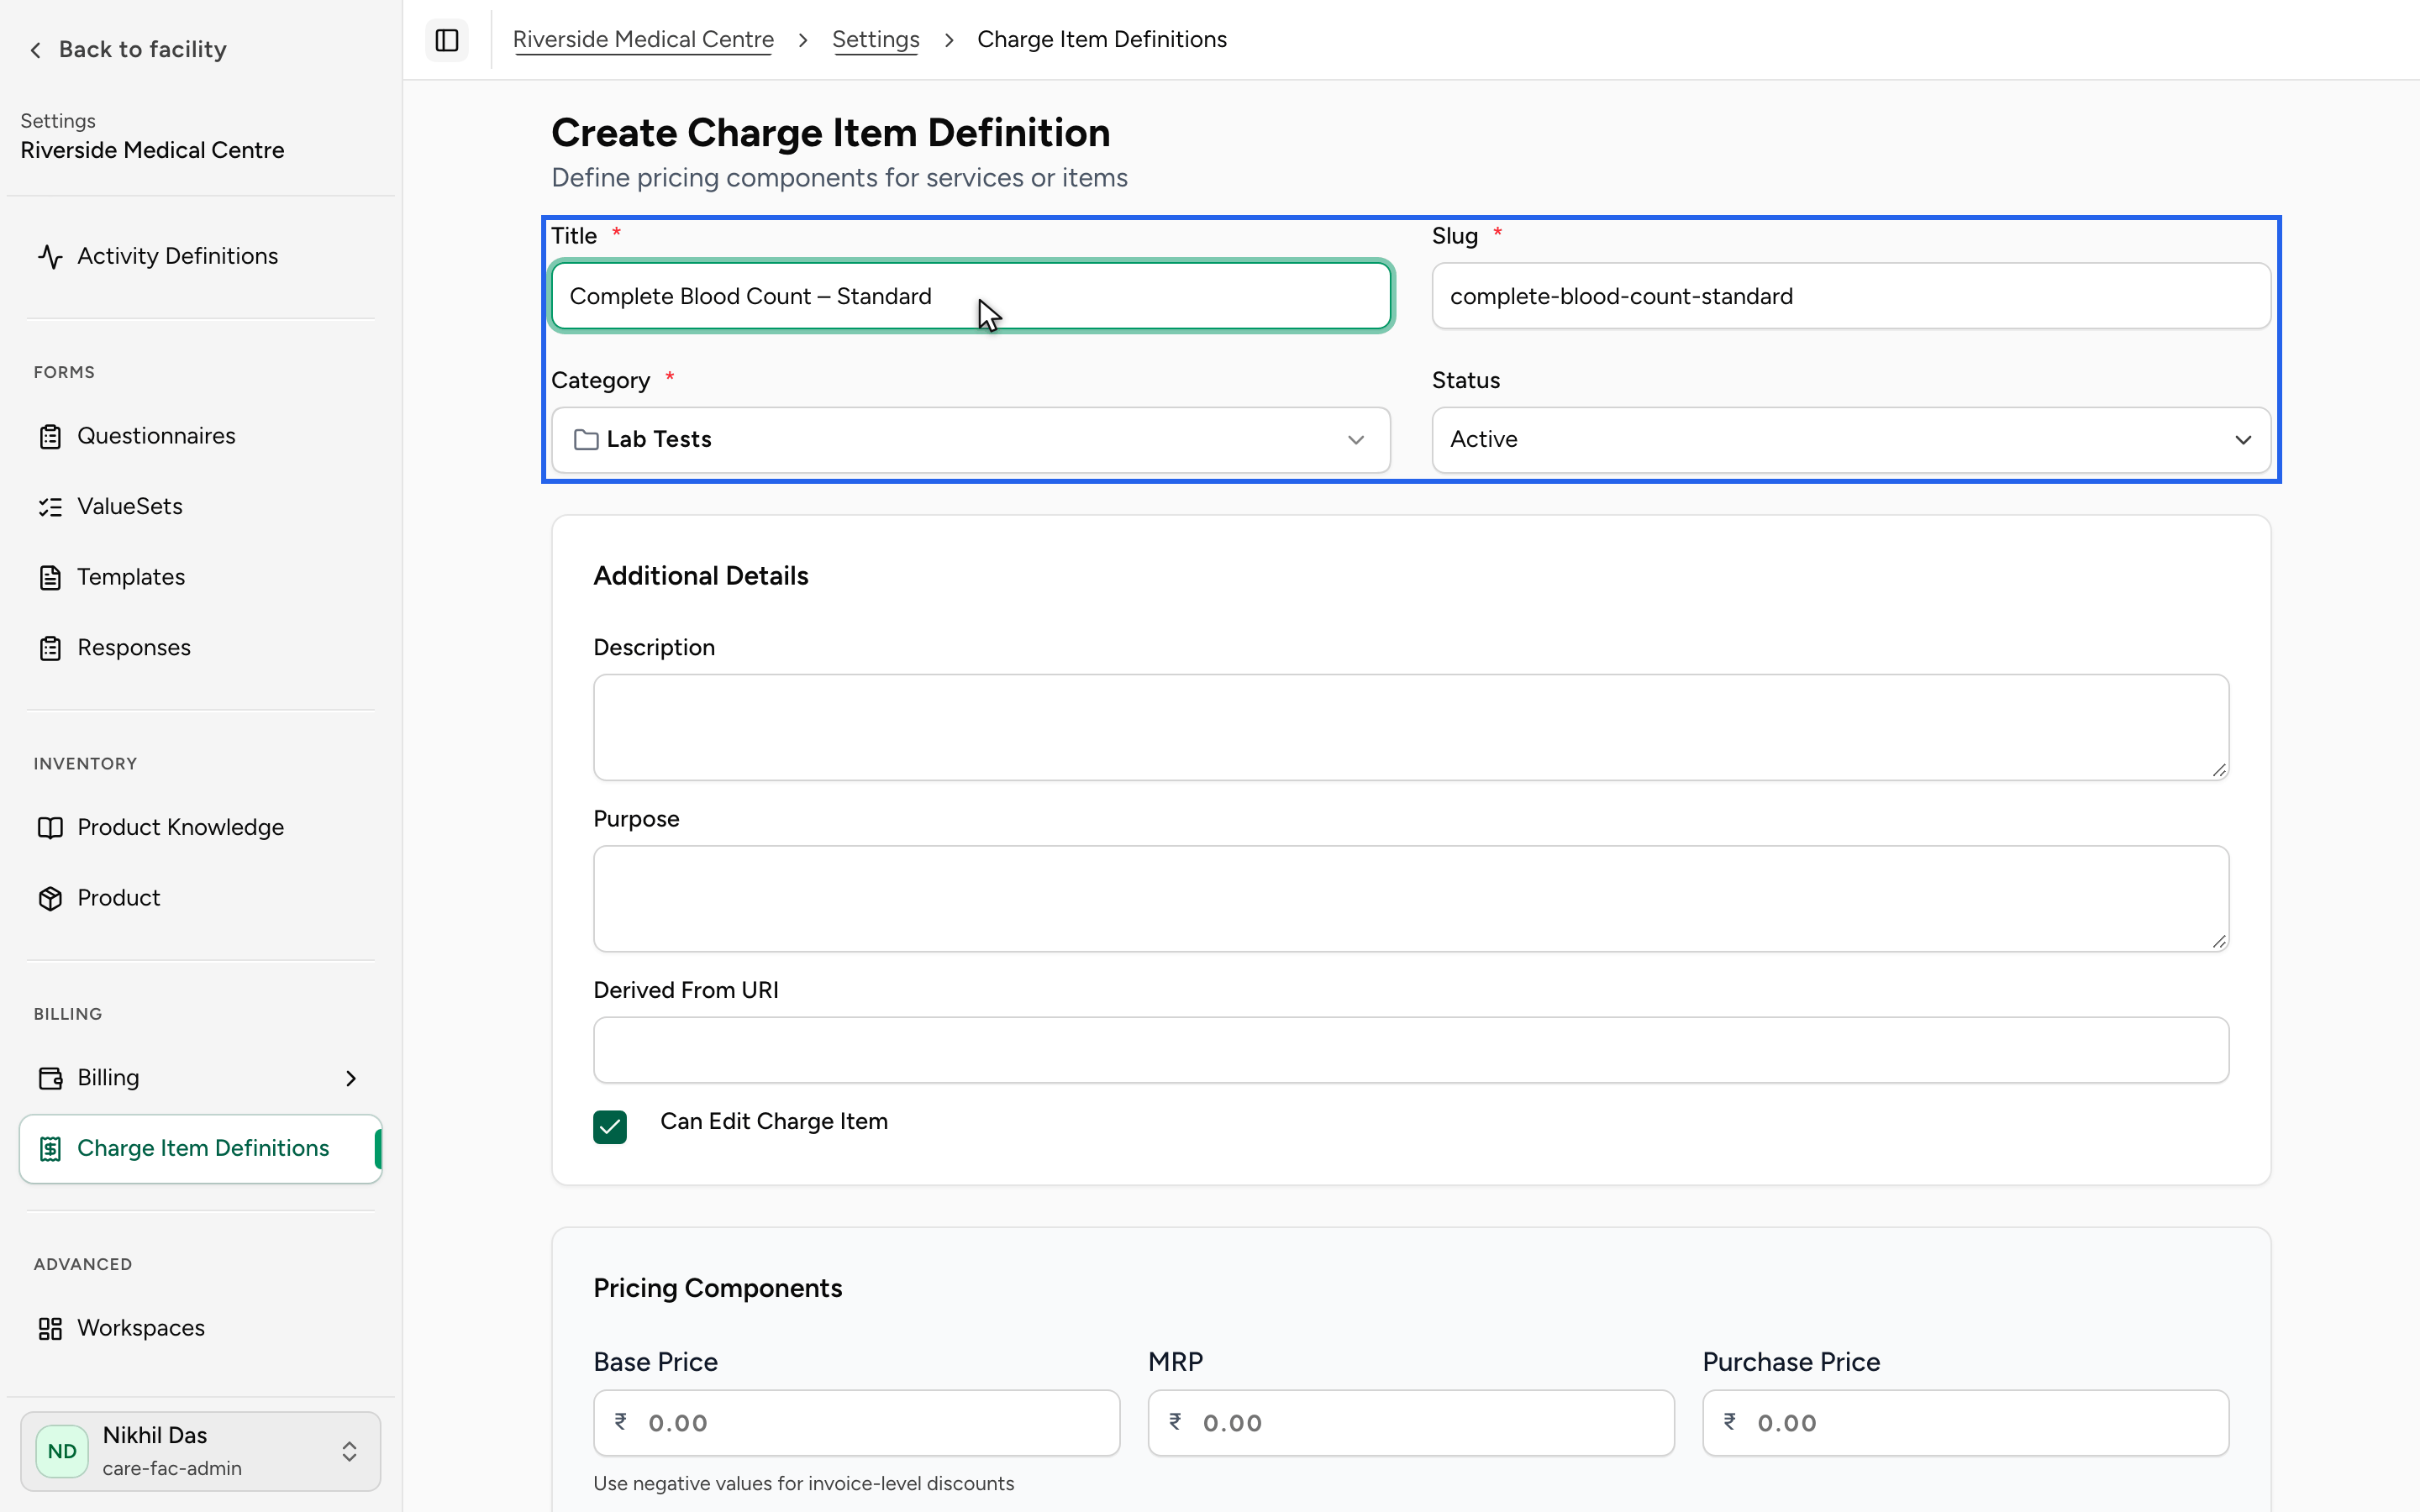 Back to facility
Settings
Riverside Medical Centre
Activity Definitions
FORMS
Questionnaires
ValueSets
Templates
Responses
INVENTORY
Product Knowledge
Product
BILLING
Billing
Charge Item Definitions
ADVANCED
Workspaces
ND
Nikhil Das
care-fac-admin
Riverside Medical Centre > Settings > Charge Item Definitions
Create Charge Item Definition
Define pricing components for services or items
Title *
Complete Blood Count – Standard
Slug *
complete-blood-count-standard
Category *
Lab Tests
Status
Active
Additional Details
Description
Purpose
Derived From URI
Can Edit Charge Item
Pricing Components
Base Price
₹ 0.00
Use negative values for invoice-level discounts
MRP
₹ 0.00
Purchase Price
₹ 0.00